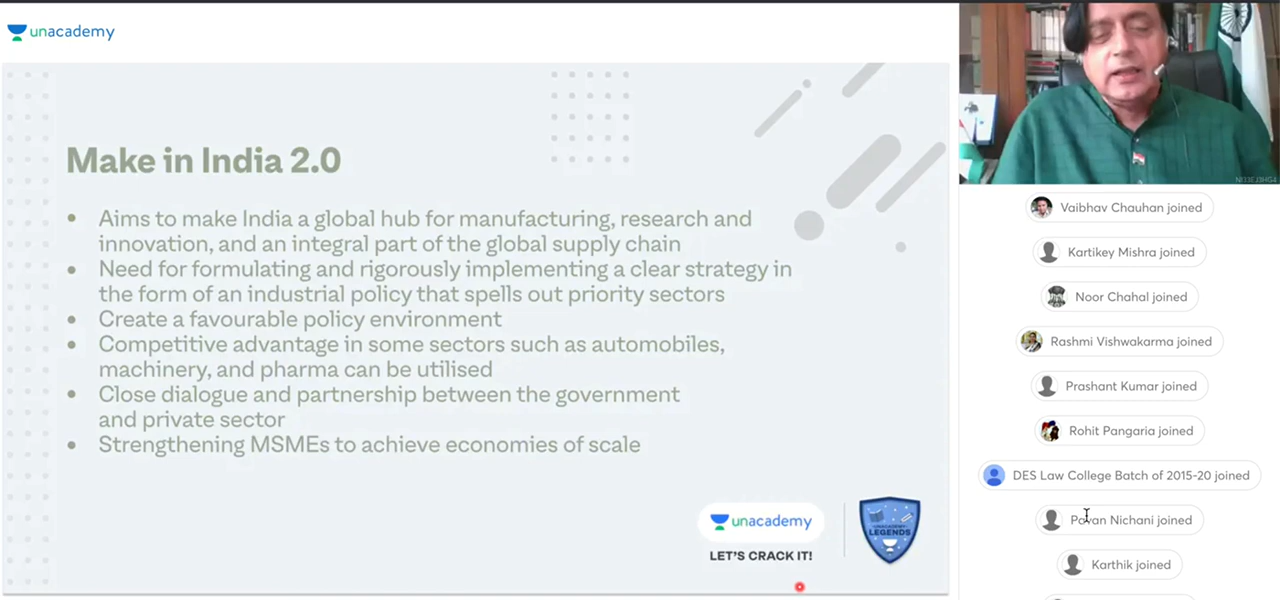 unacademy
Make in India 2.0
• Aims to make India a global hub for manufacturing, research and
innovation, and an integral part of the global supply chain
• Need for formulating and rigorously implementing a clear strategy in
the form of an industrial policy that spells out priority sectors
• Create a favourable policy environment
• Competitive advantage in some sectors such as automobiles,
machinery, and pharma can be utilised
• Close dialogue and partnership between the government
and private sector
• Strengthening MSMEs to achieve economies of scale
unacademy
LET'S CRACK IT!
UNACADEMY
LEGENDS
Vaibhav Chauhan joined
Kartikey Mishra joined
Noor Chahal joined
Rashmi Vishwakarma joined
Prashant Kumar joined
Rohit Pangaria joined
DES Law College Batch of 2015-20 joined
Pavan Nichani joined
Karthik joined